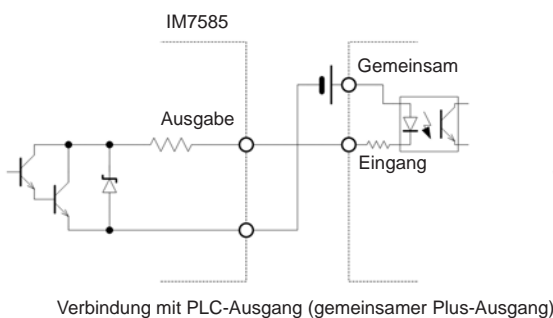 IM7585
Gemeinsam
Ausgabe
Eingang
Verbindung mit PLC-Ausgang (gemeinsamer Plus-Ausgang)